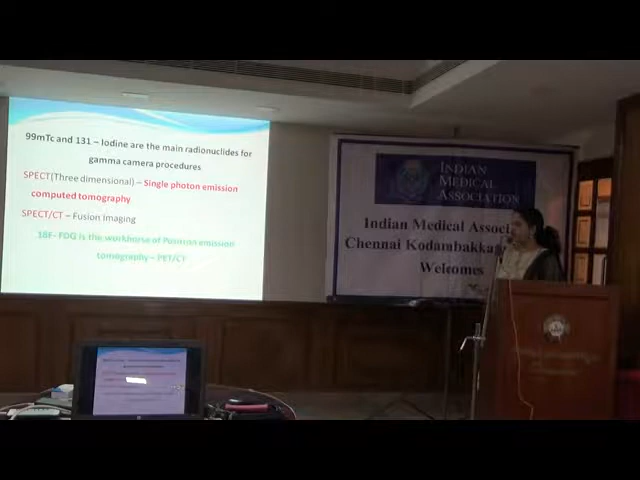 99mTc and 131 – Iodine are the main radionuclides for
gamma camera procedures
SPECT(Three dimensional) – Single photon emission
computed tomography
SPECT/CT – Fusion imaging
18F- FDG is the workhorse of Positron emission
tomography – PET/CT
INDIAN
MEDICAL
ASSOCIATION
Indian Medical Associ
Chennai Kodambakka
Welcomes